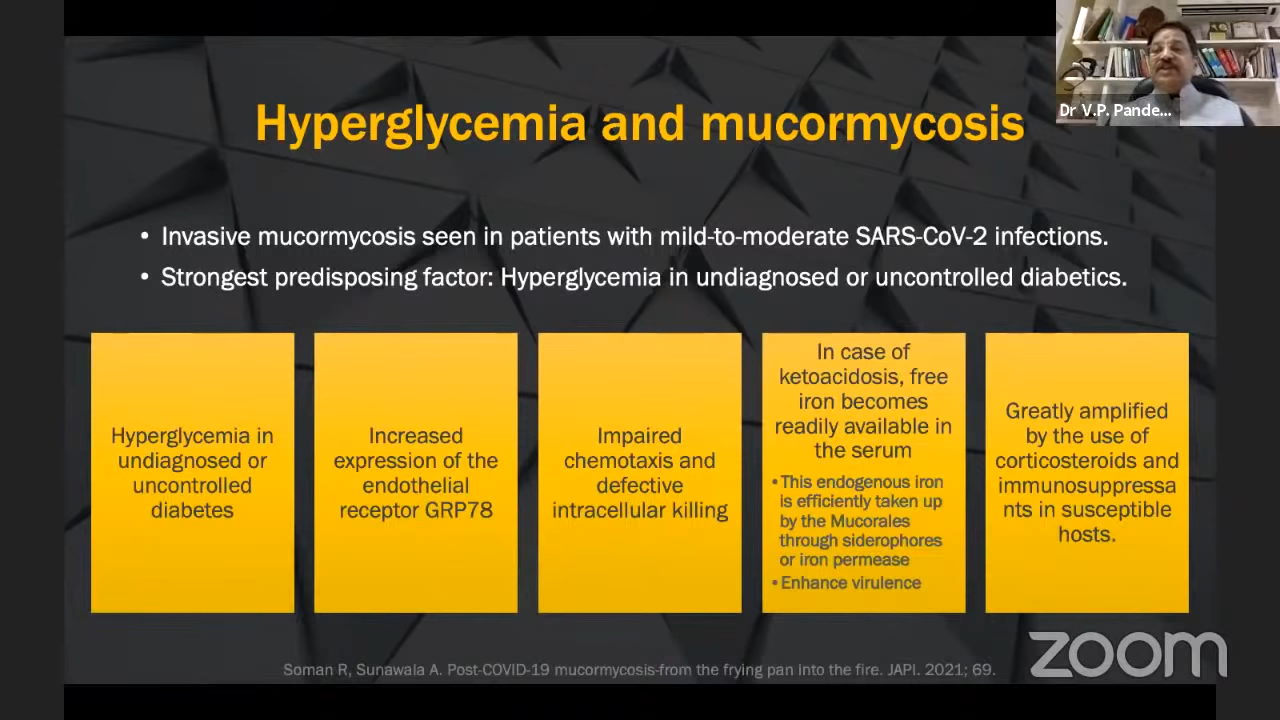 Dr V.P. Pande...
Hyperglycemia and mucormycosis
• Invasive mucormycosis seen in patients with mild-to-moderate SARS-CoV-2 infections.
• Strongest predisposing factor: Hyperglycemia in undiagnosed or uncontrolled diabetics.
Hyperglycemia in
undiagnosed or
uncontrolled
diabetes
Increased
expression of the
endothelial
receptor GRP78
Impaired
chemotaxis and
defective
intracellular killing
In case of
ketoacidosis, free
iron becomes
readily available in
the serum
• This endogenous iron
is efficiently taken up
by the Mucorales
through siderophores
or iron permease
• Enhance virulence
Greatly amplified
by the use of
corticosteroids and
immunosuppressa
nts in susceptible
hosts.
Soman R, Sunawala A. Post-COVID-19 mucormycosis-from the frying pan into the fire. JAPI. 2021; 69.
zoom